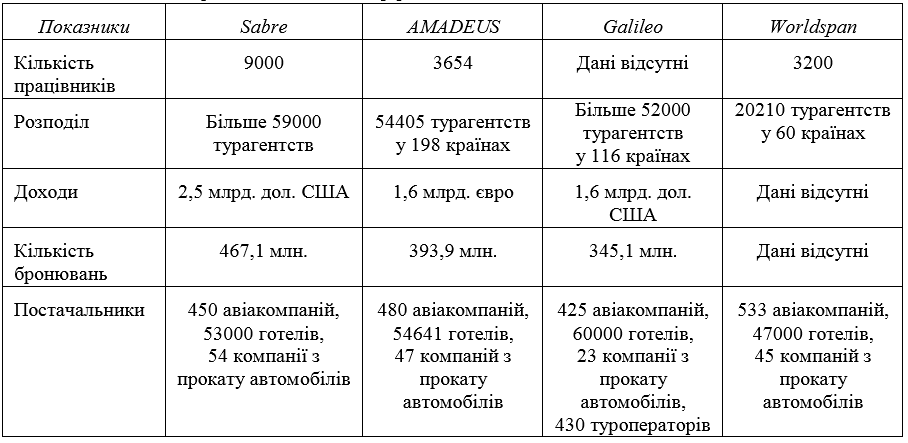 Показники Sabre AMADEUS Galileo Worldspan
Кількість працівників 9000 3654 Дані відсутні 3200
Розподіл Більше 59000 турагентств 54405 турагентств у 198 країнах Більше 52000 турагентств у 116 країнах 20210 турагентств у 60 країнах
Доходи 2,5 млрд. дол. США 1,6 млрд. євро 1,6 млрд. дол. США Дані відсутні
Кількість бронювань 467,1 млн. 393,9 млн. 345,1 млн. Дані відсутні
Постачальники 450 авіакомпаній, 53000 готелів, 54 компанії з прокату автомобілів 480 авіакомпаній, 54641 готелів, 47 компаній з прокату автомобілів 425 авіакомпаній, 60000 готелів, 23 компанії з прокату автомобілів, 430 туроператорів 533 авіакомпаній, 47000 готелів, 45 компаній з прокату автомобілів